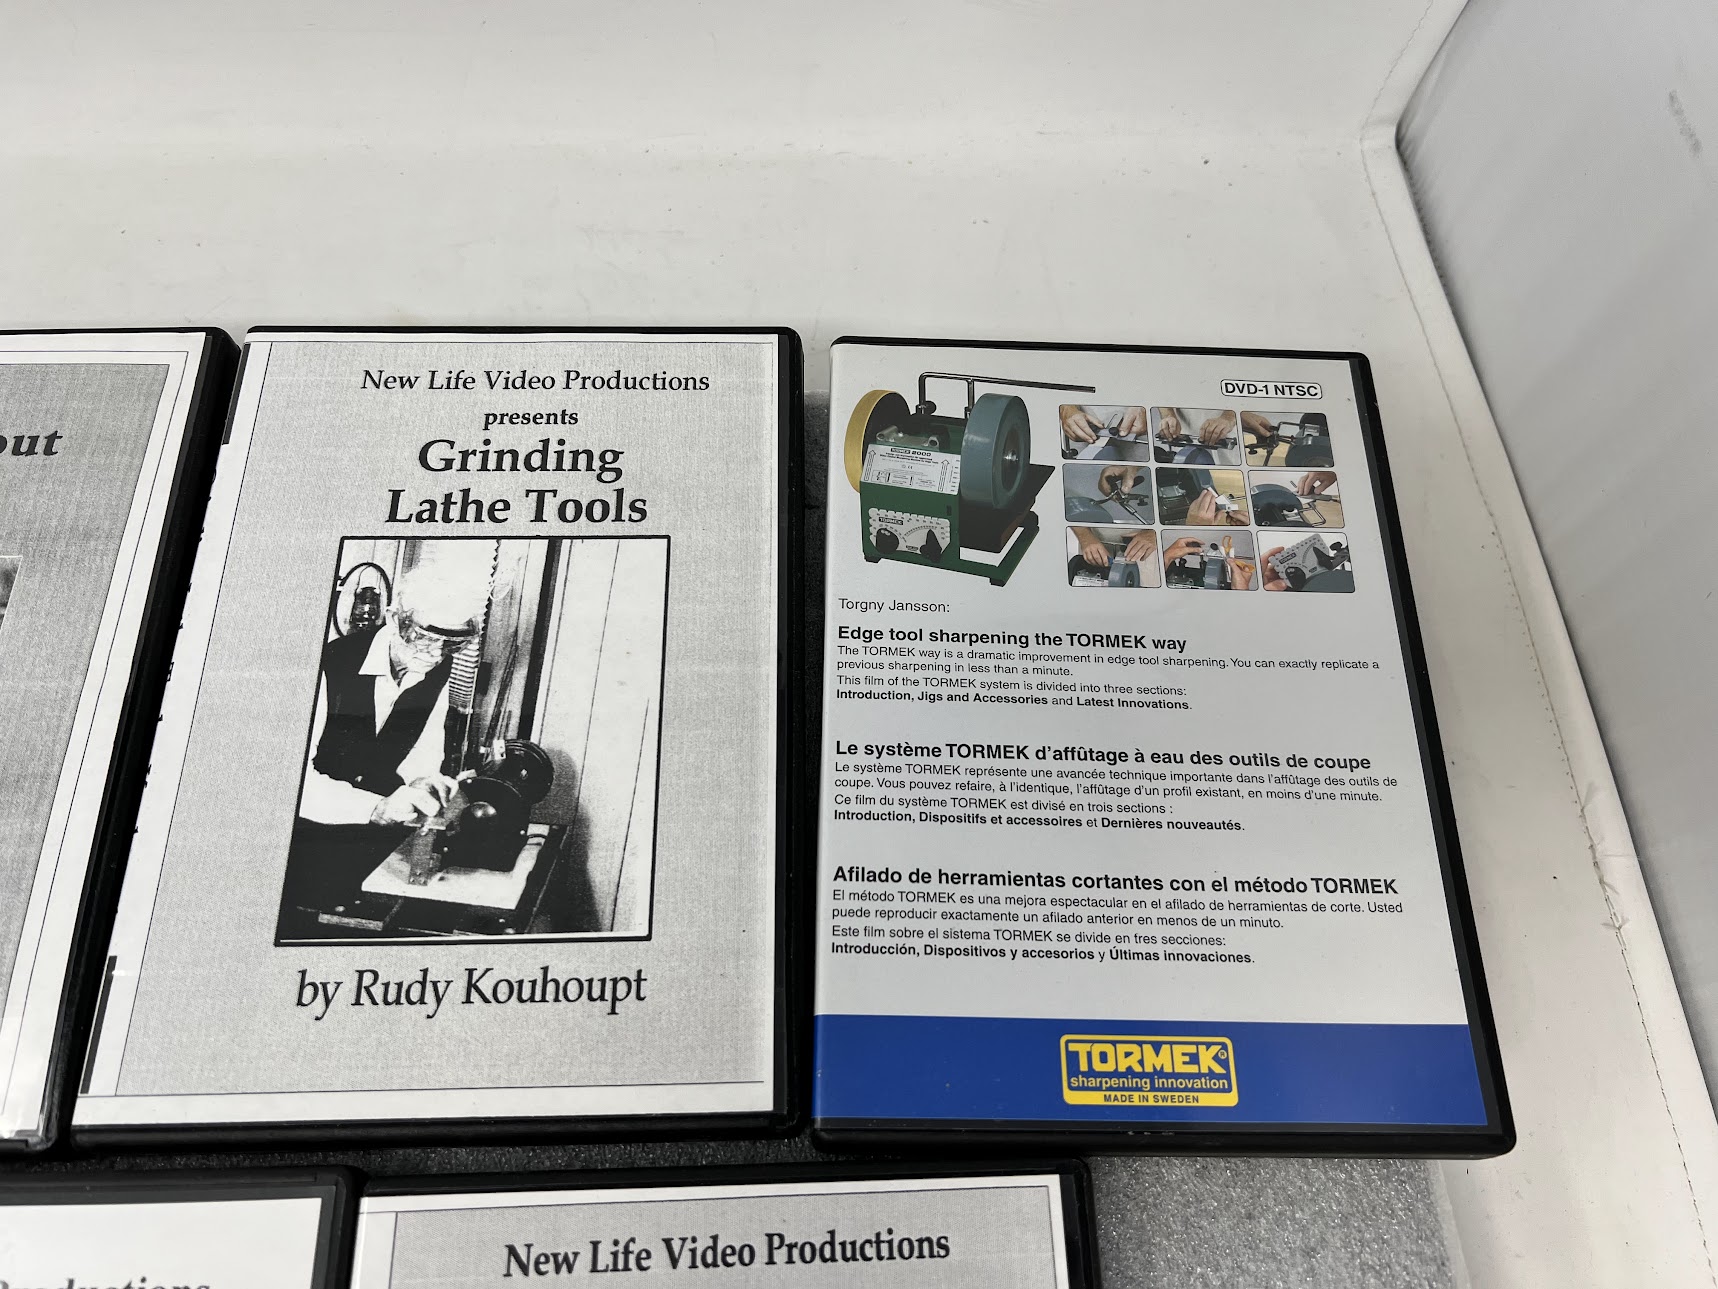 out
New Life Video Productions
presents
Grinding
Lathe Tools
by Rudy Kouhoupt
DVD-1 NTSC
TORMEK 2000
TORMEK
Torgny Jansson:
Edge tool sharpening the TORMEK way
The TORMEK way is a dramatic improvement in edge tool sharpening. You can exactly replicate a
previous sharpening in less than a minute.
This film of the TORMEK system is divided into three sections:
Introduction, Jigs and Accessories and Latest Innovations.
Le système TORMEK d'affûtage à eau des outils de coupe
Le système TORMEK représente une avancée technique importante dans l'affûtage des outils de
coupe. Vous pouvez refaire, à l'identique, l'affûtage d'un profil existant, en moins d'une minute.
Ce film du système TORMEK est divisé en trois sections :
Introduction, Dispositifs et accessoires et Dernières nouveautés.
Afilado de herramientas cortantes con el método TORMEK
El método TORMEK es una mejora espectacular en el afilado de herramientas de corte. Usted
puede reproducir exactamente un afilado anterior en menos de un minuto.
Este film sobre el sistema TORMEK se divide en tres secciones:
Introducción, Dispositivos y accesorios y Últimas innovaciones.
TORMEK®
sharpening innovation
MADE IN SWEDEN
Productions
New Life Video Productions